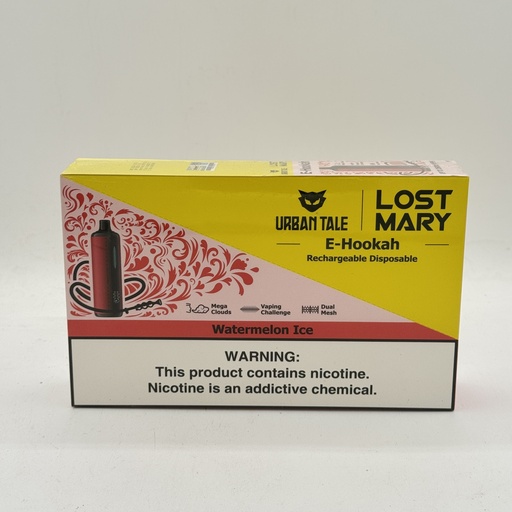 URBAN TALE
LOST
MARY
E-Hookah
Rechargeable Disposable
Mega
Clouds
Vaping
Challenge
Dual
Mesh
Watermelon Ice
WARNING:
This product contains nicotine.
Nicotine is an addictive chemical.